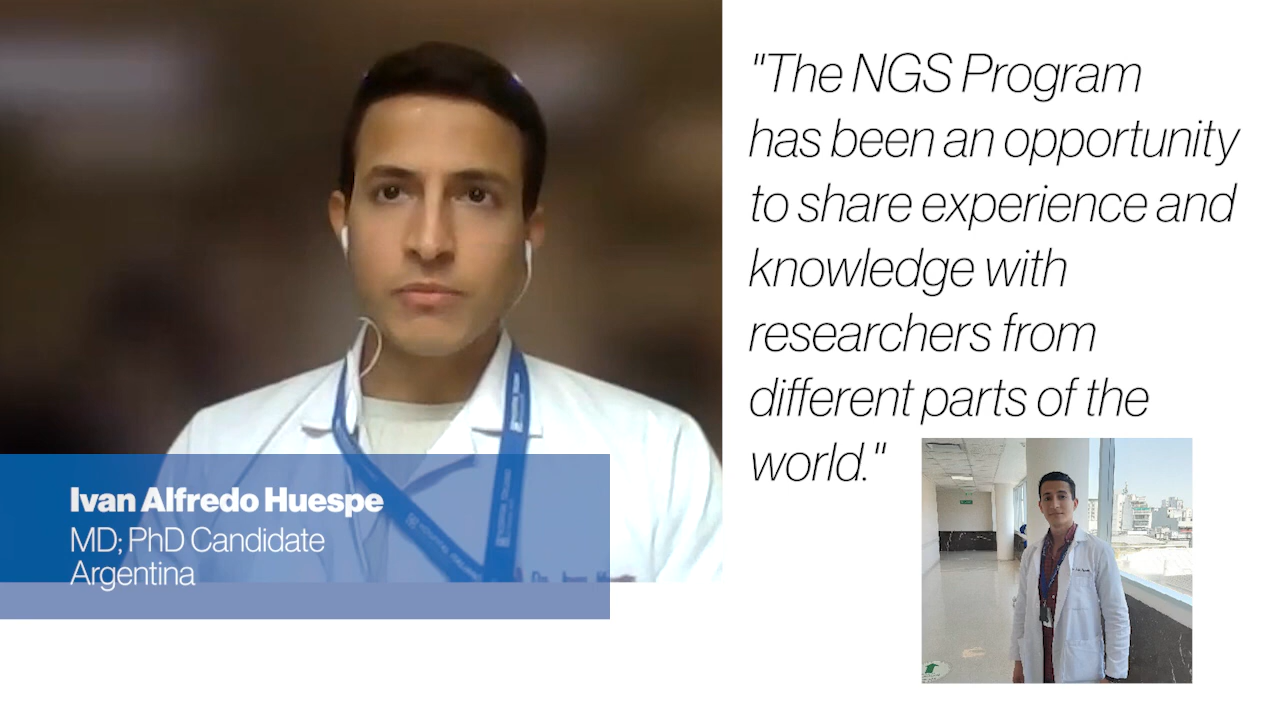 "The NGS Program
has been an opportunity
to share experience and
knowledge with
researchers from
different parts of the
world."
Ivan Alfredo Huespe
MD; PhD Candidate
Argentina